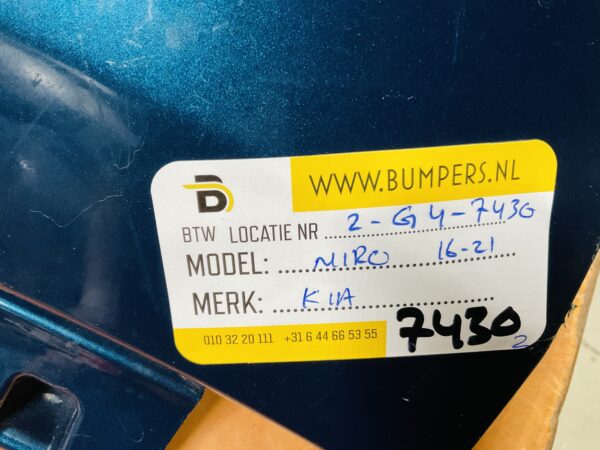 WWW.BUMPERS.NL
B
BTW LOCATIE NR 2-G4-7430
MODEL: NIRO 16-21
MERK: KIA
010 32 20 111 +31 6 44 66 53 55
7430
2